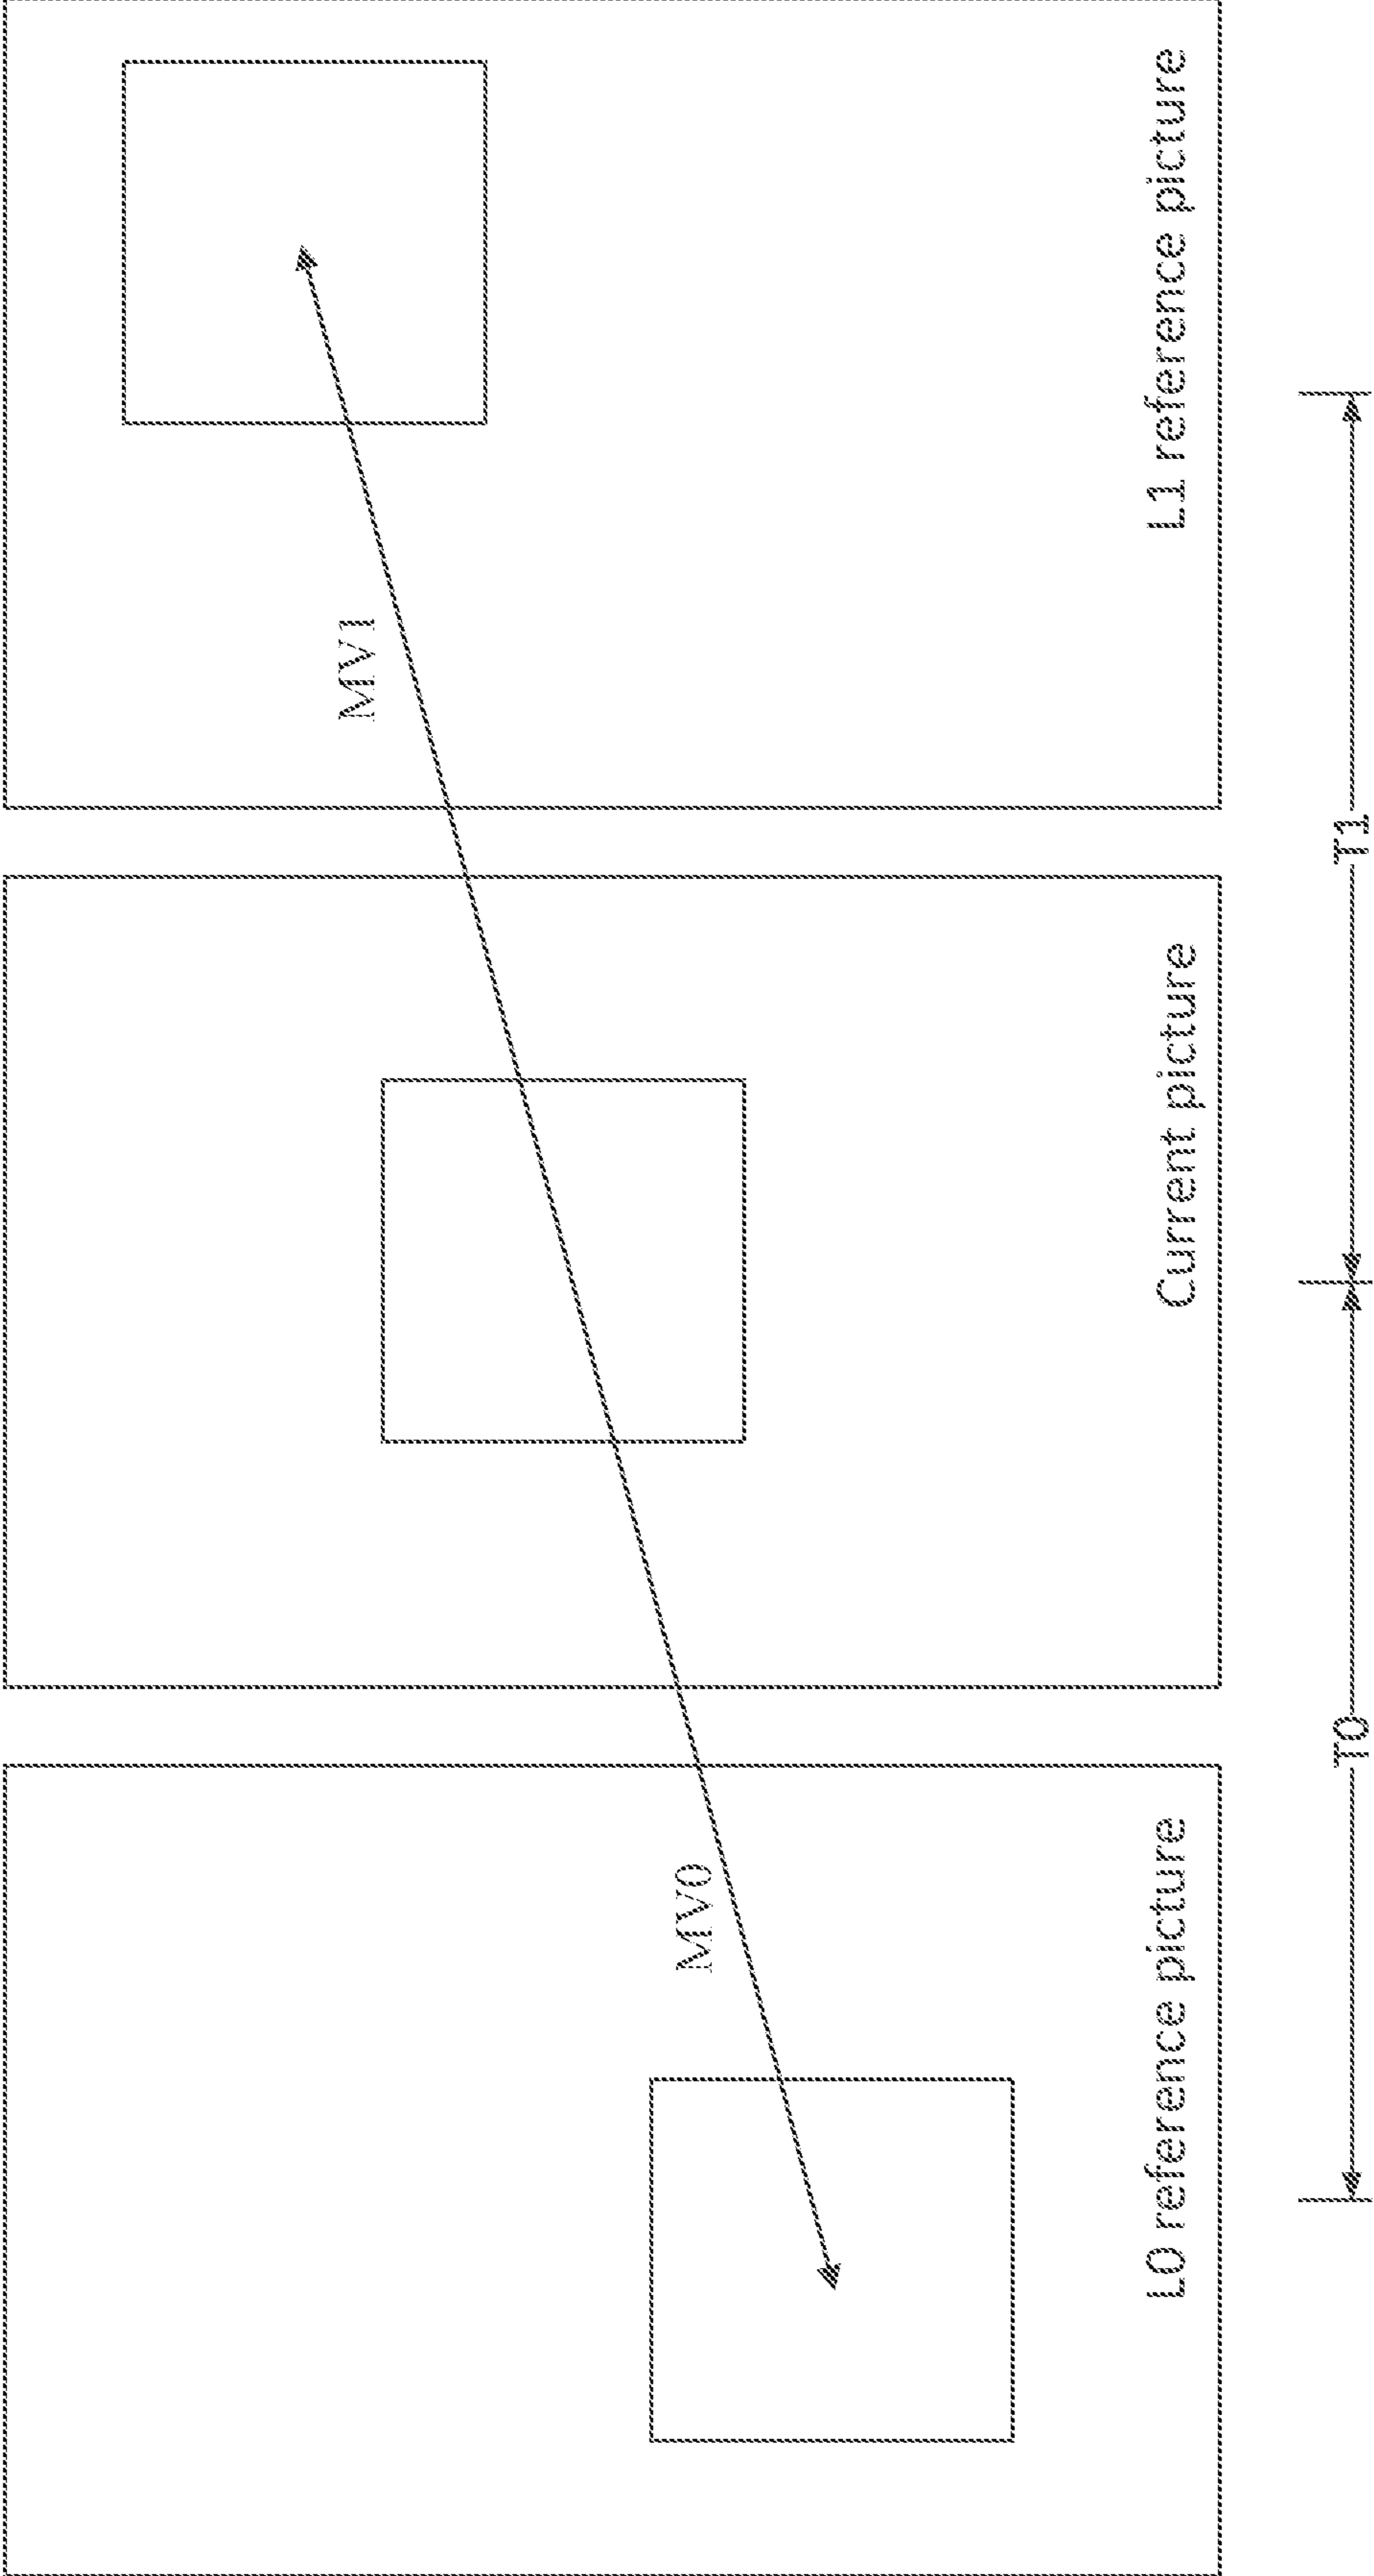 MV0
MV1
L0 reference picture
Current picture
L1 reference picture
T0
T1